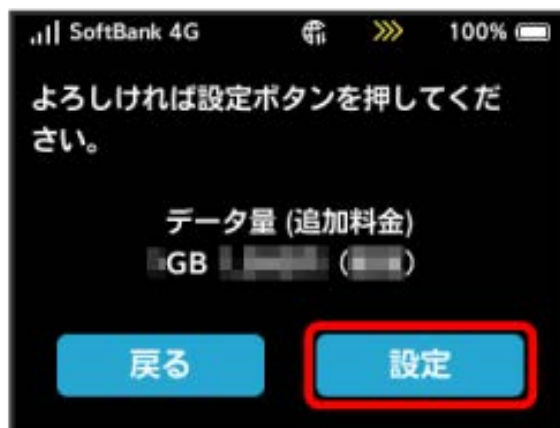 SoftBank 4G 100%
よろしければ設定ボタンを押してくだ
さい。
データ量 (追加料金)
GB
戻る 設定